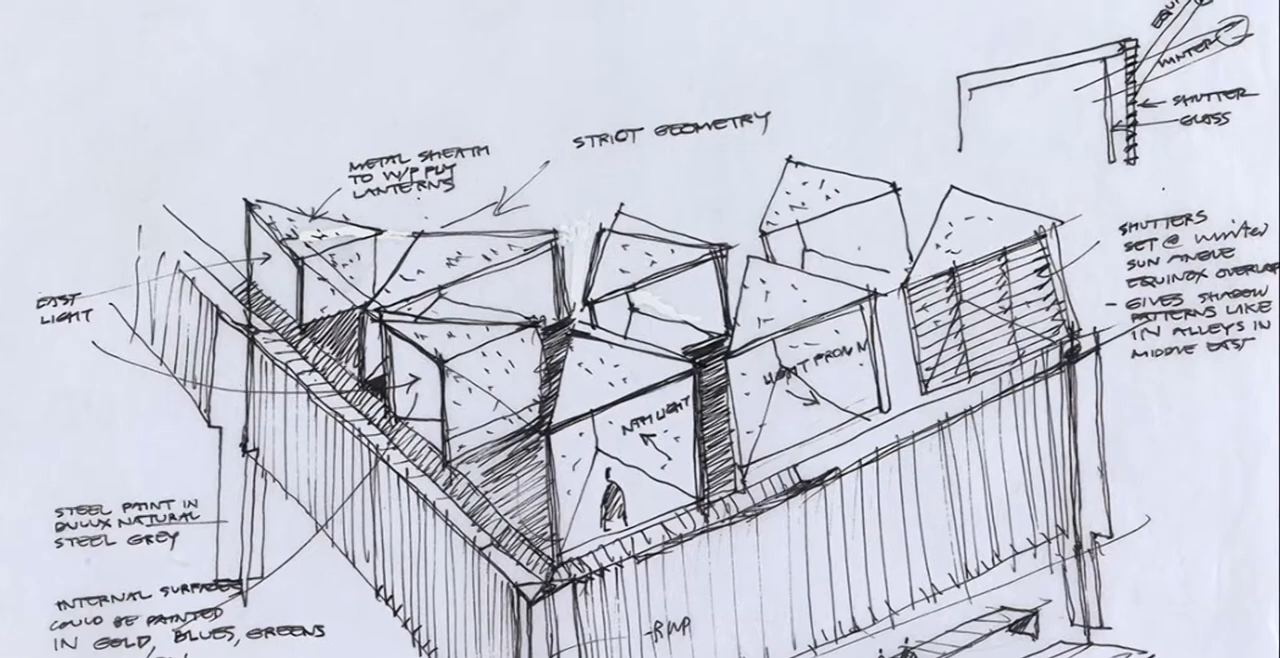 EQUI
WINTER
SHUTTER
GLASS
STRICT GEOMETRY
METAL SHEATH
TO W/P PLY
LANTERNS
SHUTTERS
SET @ WINTER
SUN ANGLE
EQUINOX OVERLAP
- GIVES SHADOW
PATTERNS LIKE
IN ALLEYS IN
MIDDLE EAST
EAST
LIGHT
LIGHT FROM N
NTH LIGHT
STEEL PAINT IN
DULUX NATURAL
STEEL GREY
INTERNAL SURFACES
COULD BE PAINTED
IN GOLD, BLUES, GREENS
-RWP